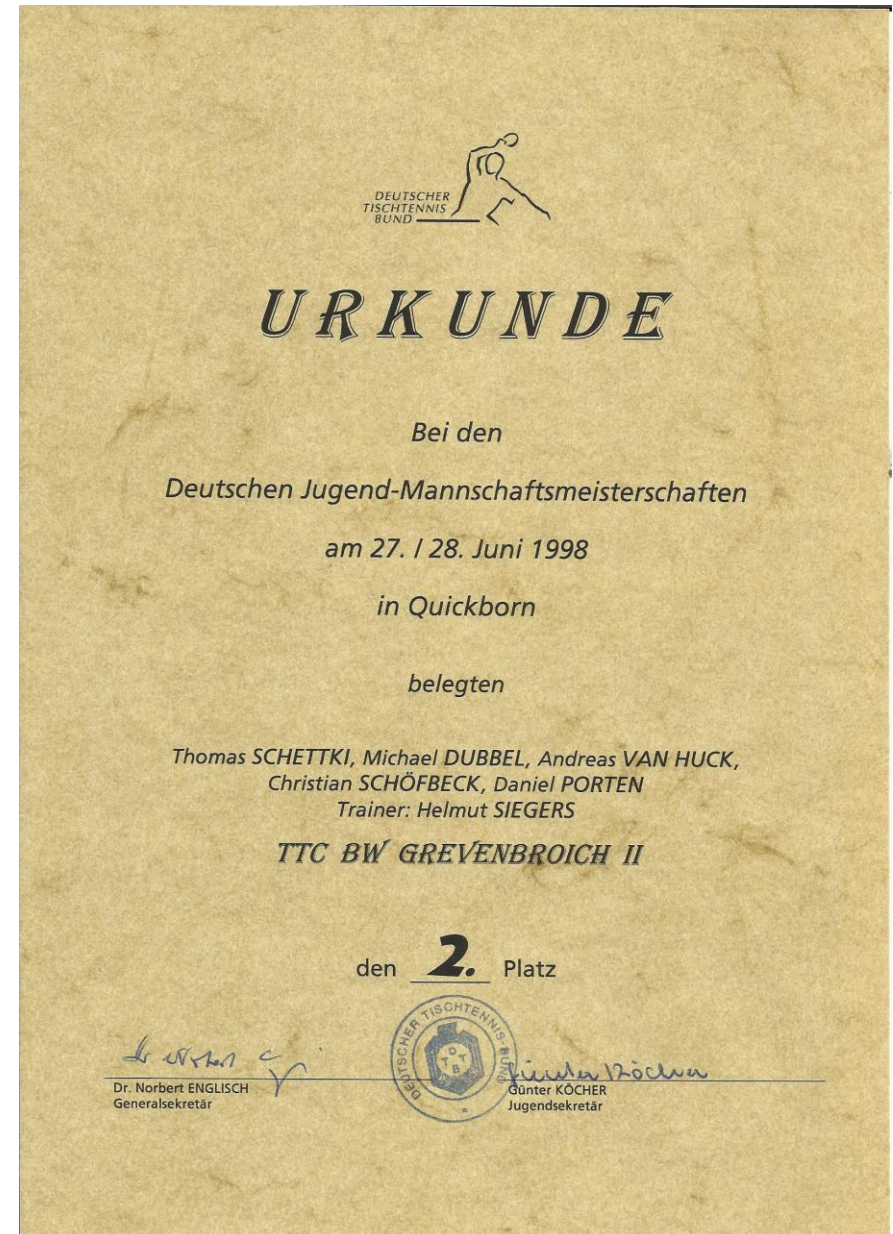 DEUTSCHER
TISCHTENNIS
BUND
URKUNDE
Bei den
Deutschen Jugend-Mannschaftsmeisterschaften
am 27. / 28. Juni 1998
in Quickborn
belegten
Thomas SCHETTKI, Michael DUBBEL, Andreas VAN HUCK,
Christian SCHÖFBECK, Daniel PORTEN
Trainer: Helmut SIEGERS
TTC BW GREVENBROICH II
den 2. Platz
DEUTSCHER TISCHTENNIS-BUND
DTTB
Günter Köcher
Dr. Norbert ENGLISCH
Generalsekretär
Günter KÖCHER
Jugendsekretär